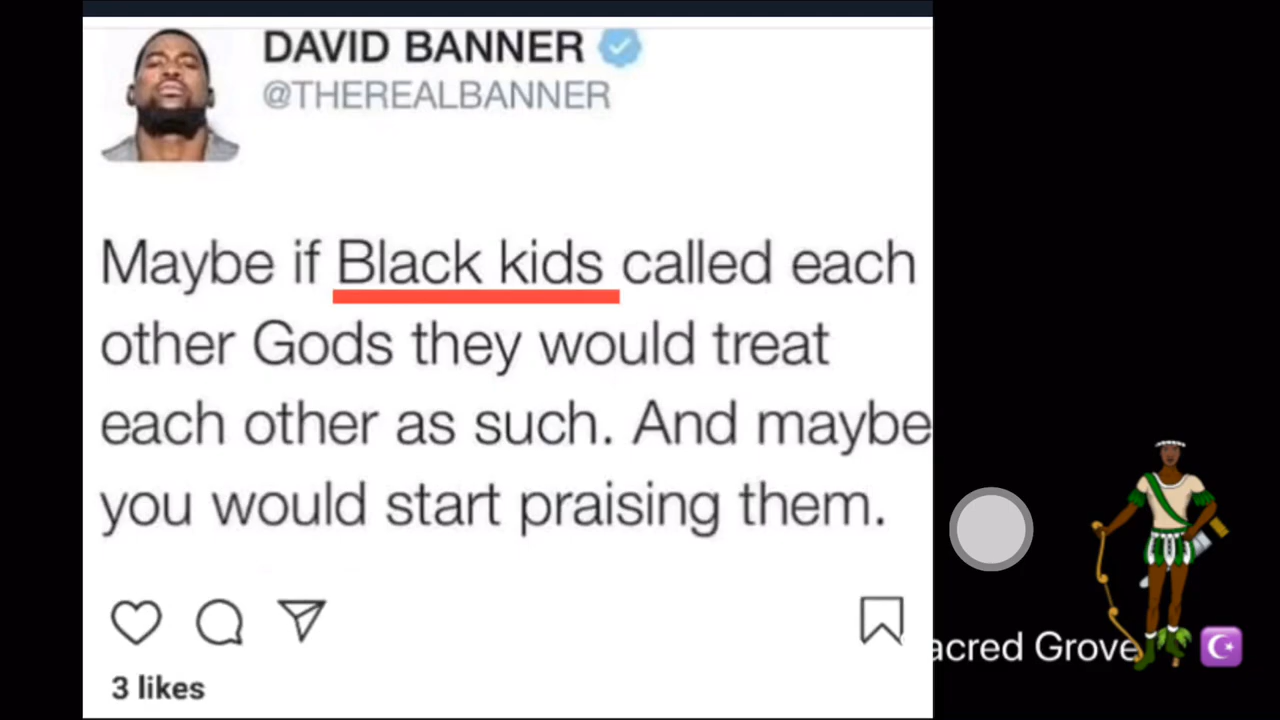 DAVID BANNER
@THEREALBANNER
Maybe if Black kids called each
other Gods they would treat
each other as such. And maybe
you would start praising them.
3 likes
acred Grove